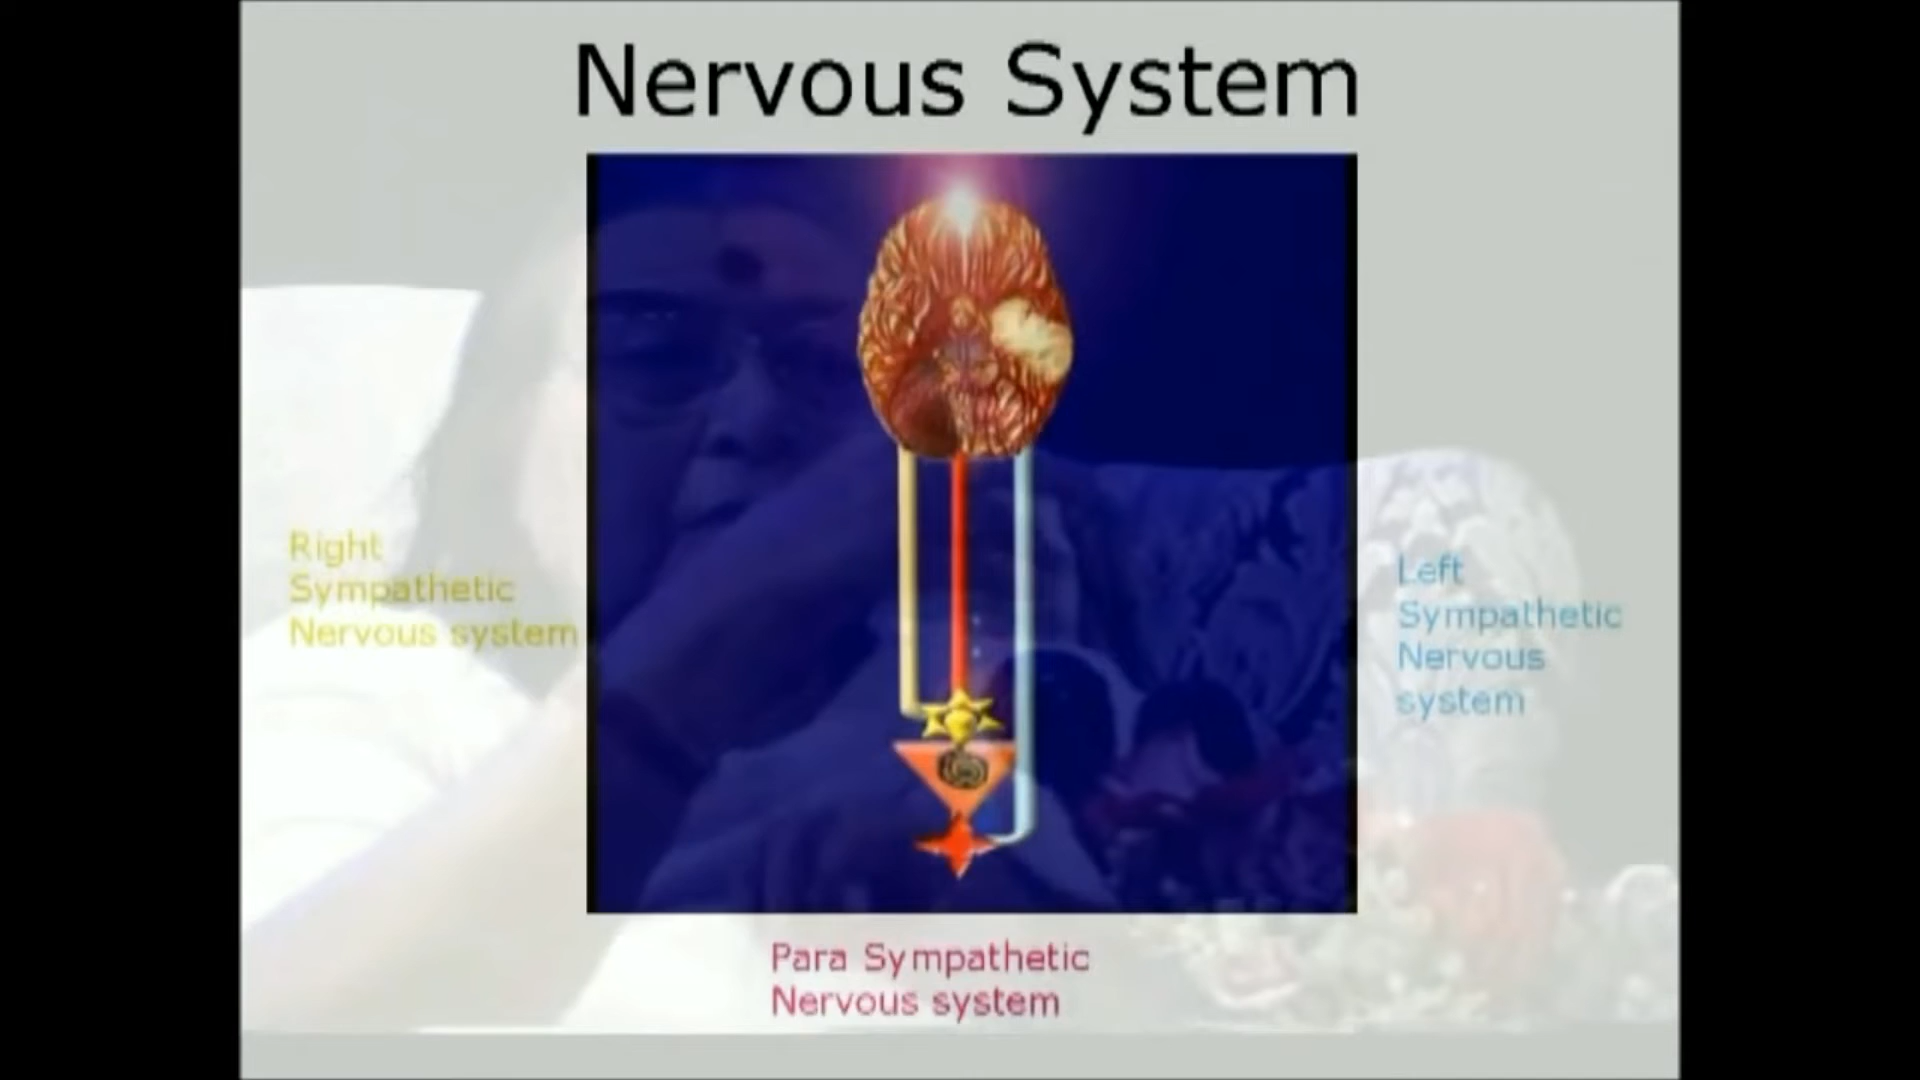 Nervous System
Right
Sympathetic
Nervous system
Left
Sympathetic
Nervous
system
Para Sympathetic
Nervous system